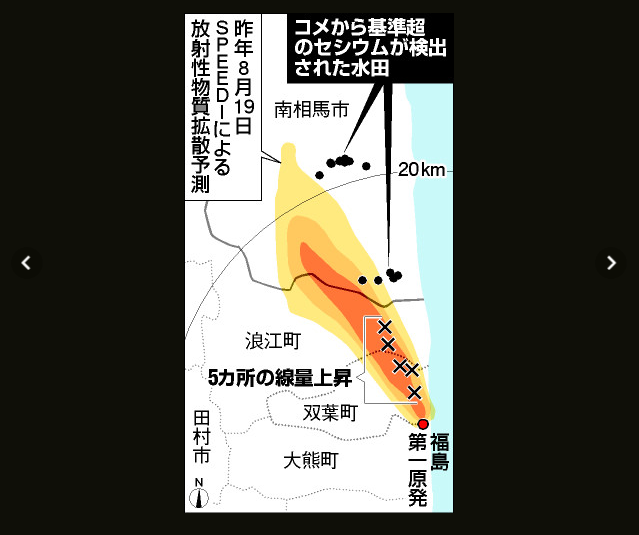 コメから基準超
のセシウムが検出
された水田
昨年8月19日
SPEEDIによる
放射性物質拡散予測
南相馬市
20km
浪江町
5カ所の線量上昇
双葉町
田村市
大熊町
福島
第一原発
N